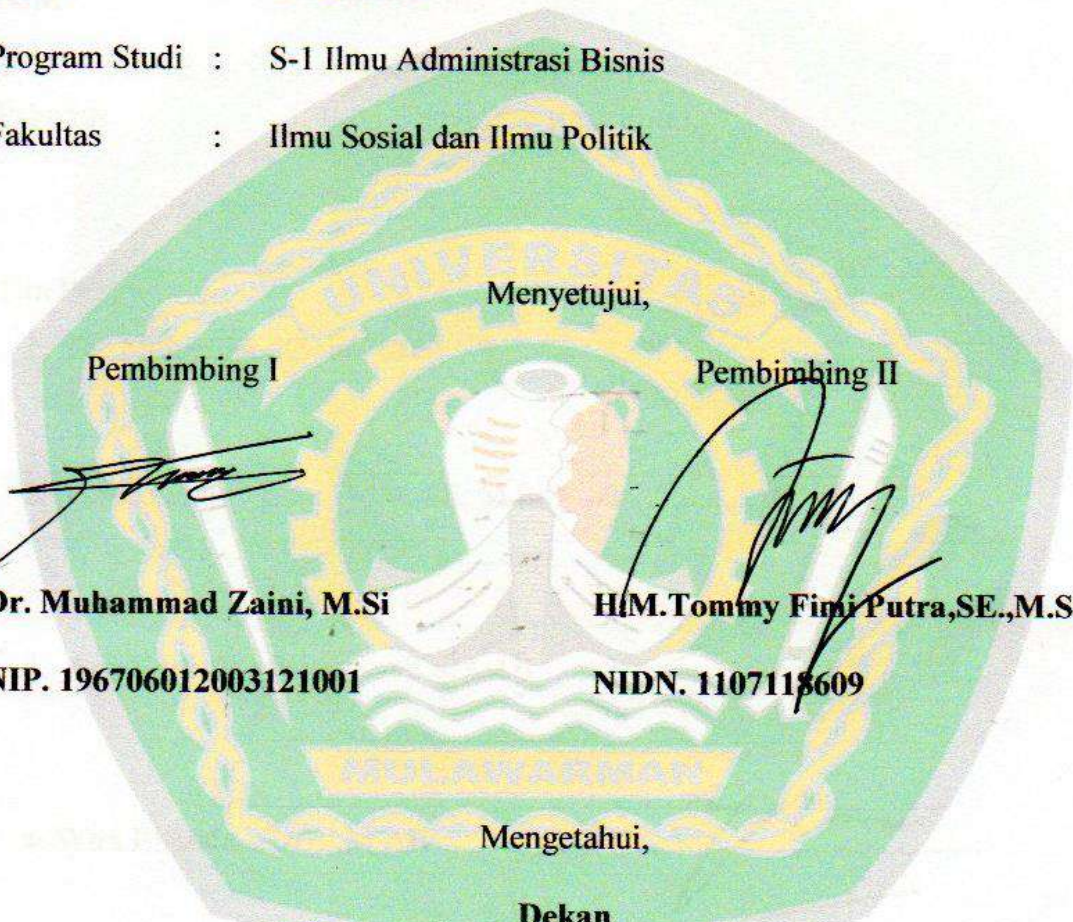 Program Studi : S-1 Ilmu Administrasi Bisnis
Fakultas : Ilmu Sosial dan Ilmu Politik
UNIVERSITAS
Menyetujui,
Pembimbing I Pembimbing II
Dr. Muhammad Zaini, M.Si H.M.Tommy Fimi Putra,SE.,M.S
NIP. 196706012003121001 NIDN. 1107118609
MULAWARMAN
Mengetahui,
Dekan